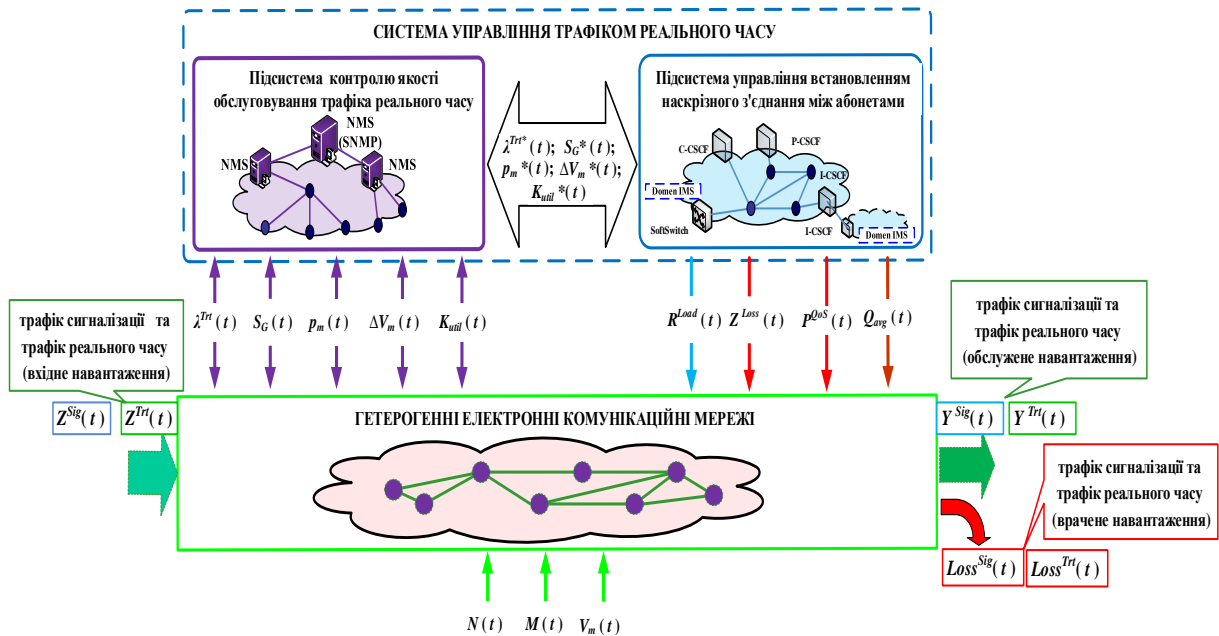 СИСТЕМА УПРАВЛІННЯ ТРАФІКОМ РЕАЛЬНОГО ЧАСУ
Підсистема контролю якості
обслуговування трафіка реального часу
NMS
(SNMP)
NMS
NMS
λ^Trt*(t); S_G*(t);
p_m*(t); ΔV_m*(t);
K_util*(t)
Підсистема управління встановленням
наскрізного з'єднання між абонетами
C-CSCF
P-CSCF
I-CSCF
Domen IMS
SoftSwitch
I-CSCF
Domen IMS
λ^Trt(t) S_G(t) p_m(t) ΔV_m(t) K_util(t)
R^Load(t) Z^Loss(t) P^QoS(t) Q_avg(t)
трафік сигналізації та
трафік реального часу
(вхідне навантаження)
Z^Sig(t) Z^Trt(t)
трафік сигналізації та
трафік реального часу
(обслужене навантаження)
Y^Sig(t) Y^Trt(t)
ГЕТЕРОГЕННІ ЕЛЕКТРОННІ КОМУНІКАЦІЙНІ МЕРЕЖІ
трафік сигналізації та
трафік реального часу
(врачене навантаження)
Loss^Sig(t) Loss^Trt(t)
N(t) M(t) V_m(t)